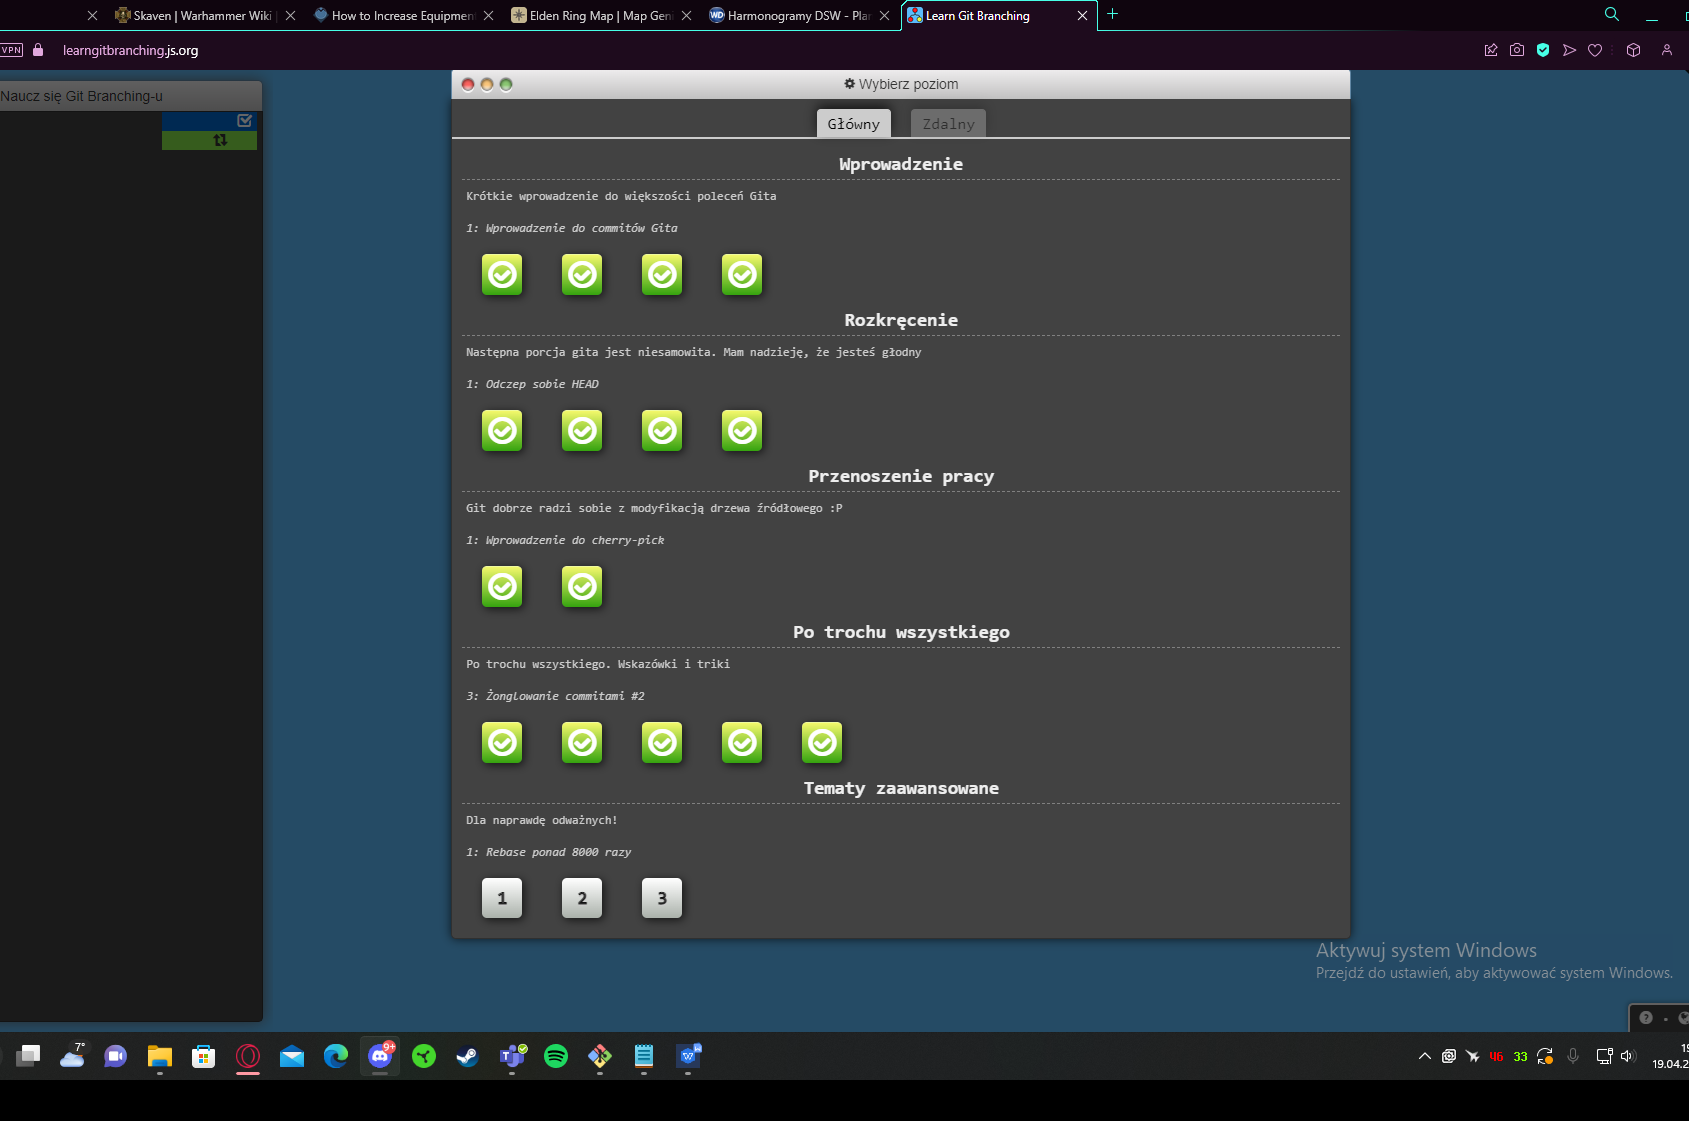 Skaven | Warhammer Wiki |
How to Increase Equipment
Elden Ring Map | Map Geni
WD Harmonogramy DSW - Plan
Learn Git Branching
VPN learngitbranching.js.org
Naucz się Git Branching-u
Wybierz poziom
Główny Zdalny
Wprowadzenie
Krótkie wprowadzenie do większości poleceń Gita
1: Wprowadzenie do commitów Gita
Rozkręcenie
Następna porcja gita jest niesamowita. Mam nadzieję, że jesteś głodny
1: Odczep sobie HEAD
Przenoszenie pracy
Git dobrze radzi sobie z modyfikacją drzewa źródłowego :P
1: Wprowadzenie do cherry-pick
Po trochu wszystkiego
Po trochu wszystkiego. Wskazówki i triki
3: Żonglowanie commitami #2
Tematy zaawansowane
Dla naprawdę odważnych!
1: Rebase ponad 8000 razy
1 2 3
Aktywuj system Windows
Przejdź do ustawień, aby aktywować system Windows.
7°
9+
46 33
19.04.2